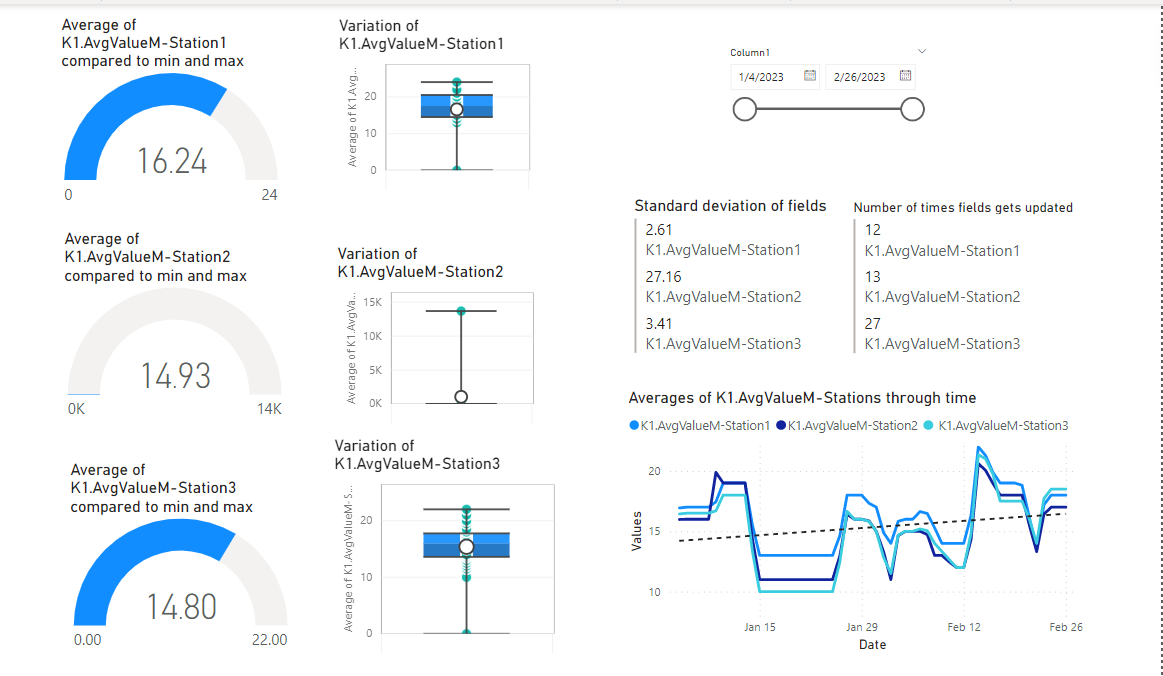 Average of
K1.AvgValueM-Station1
compared to min and max
16.24
0
24
Variation of
K1.AvgValueM-Station1
Average of K1.Avg...
20
10
0
Column1
1/4/2023
2/26/2023
Average of
K1.AvgValueM-Station2
compared to min and max
14.93
0K
14K
Variation of
K1.AvgValueM-Station2
Average of K1.AvgVa...
15K
10K
5K
0K
Standard deviation of fields
2.61
K1.AvgValueM-Station1
27.16
K1.AvgValueM-Station2
3.41
K1.AvgValueM-Station3
Number of times fields gets updated
12
K1.AvgValueM-Station1
13
K1.AvgValueM-Station2
27
K1.AvgValueM-Station3
Average of
K1.AvgValueM-Station3
compared to min and max
14.80
0.00
22.00
Variation of
K1.AvgValueM-Station3
Average of K1.AvgValueM-S...
20
10
0
Averages of K1.AvgValueM-Stations through time
K1.AvgValueM-Station1 K1.AvgValueM-Station2 K1.AvgValueM-Station3
Values
20
15
10
Jan 15 Jan 29 Feb 12 Feb 26
Date